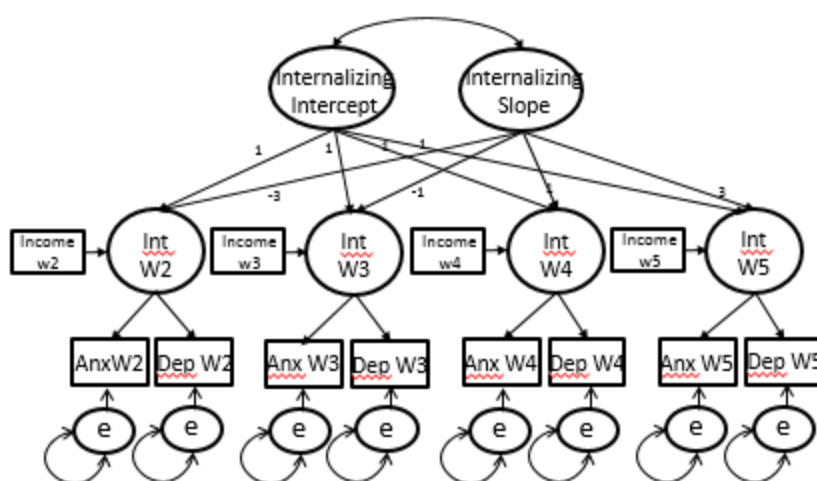 Internalizing
Intercept
Internalizing
Slope
1
1
1
1
-3
-1
1
3
Income
w2
Int
W2
Income
w3
Int
W3
Income
w4
Int
W4
Income
w5
Int
W5
AnxW2
Dep W2
Anx W3
Dep W3
Anx W4
Dep W4
Anx W5
Dep W5
e
e
e
e
e
e
e
e